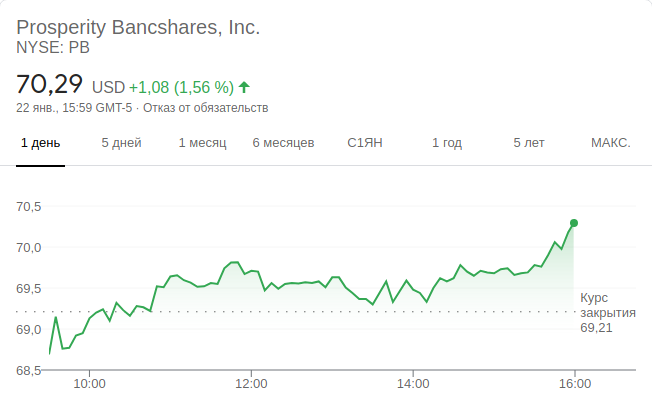 Prosperity Bancshares, Inc.
NYSE: PB
70,29 USD +1,08 (1,56 %)
22 янв., 15:59 GMT-5 · Отказ от обязательств
1 день 5 дней 1 месяц 6 месяцев С1ЯН 1 год 5 лет МАКС.
70,5
70,0
69,5
69,0
68,5
Курс
закрытия
69,21
10:00 12:00 14:00 16:00